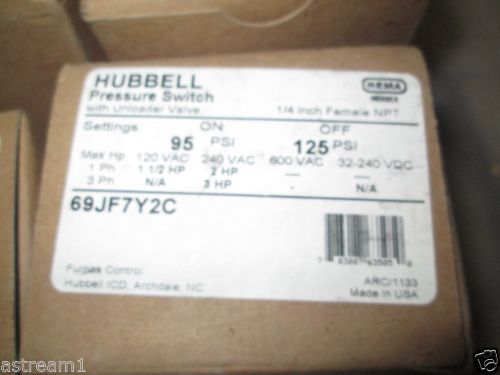 HUBBELL
Pressure Switch
with Unloader Valve
NEMA
1/4 Inch Female NPT
Settings ON OFF
95 PSI 125 PSI
Max Hp 120 VAC 240 VAC 600 VAC 32-240 VDC
1 Ph 1 1/2 HP 2 HP ---- ----
3 Ph N/A 3 HP ---- N/A
69JF7Y2C
Furnas Control
Hubbell ICD, Archdale, NC
ARC/1133
Made in USA
astream1
astream1